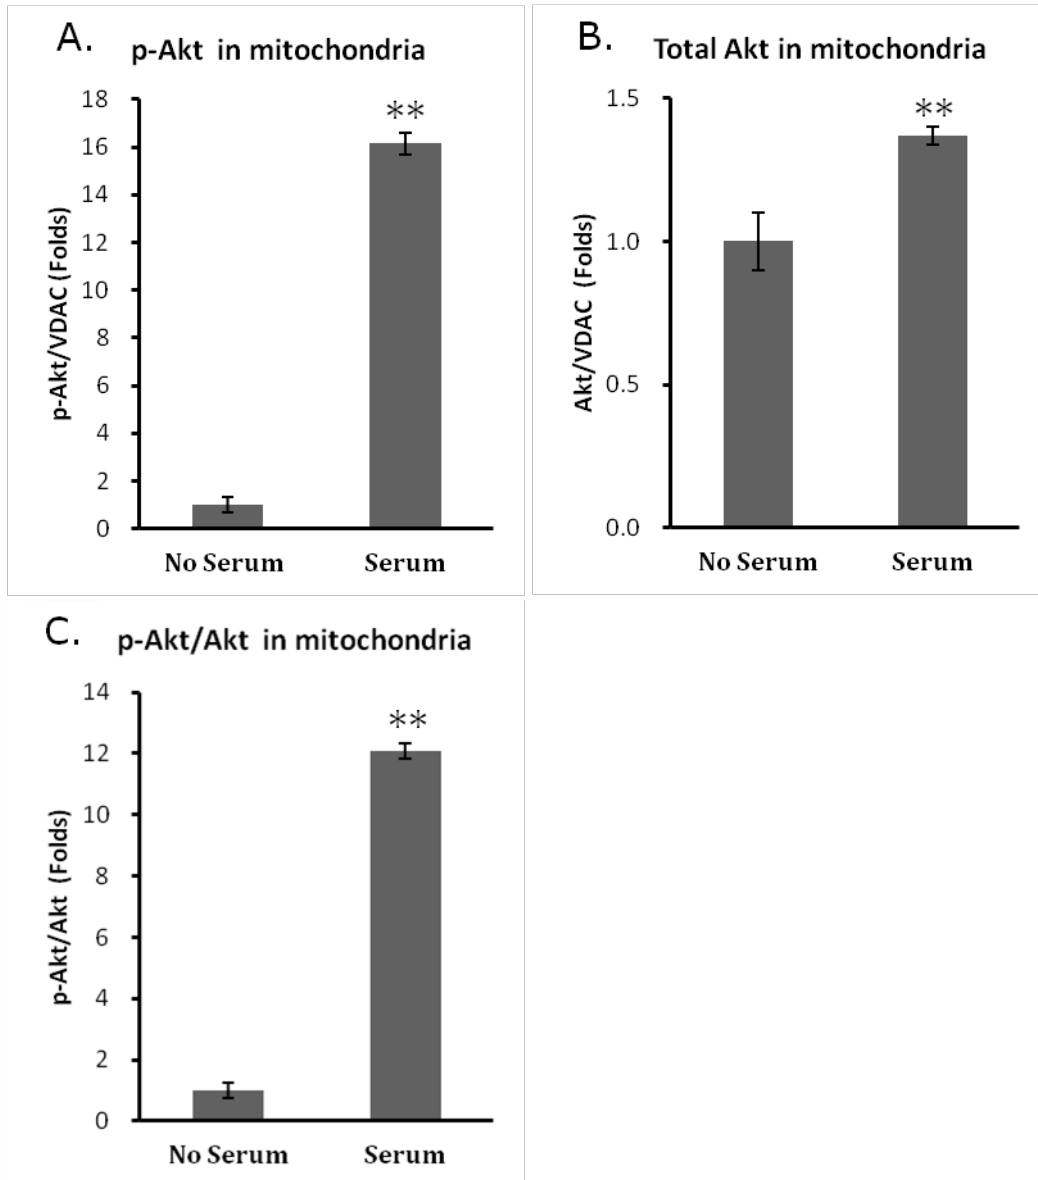 A.
p-Akt in mitochondria
p-Akt/VDAC (Folds)
18
16
14
12
10
8
6
4
2
0
**
No Serum
Serum
B.
Total Akt in mitochondria
Akt/VDAC (Folds)
1.5
1.0
0.5
0.0
**
No Serum
Serum
C.
p-Akt/Akt in mitochondria
p-Akt/Akt (Folds)
14
12
10
8
6
4
2
0
**
No Serum
Serum